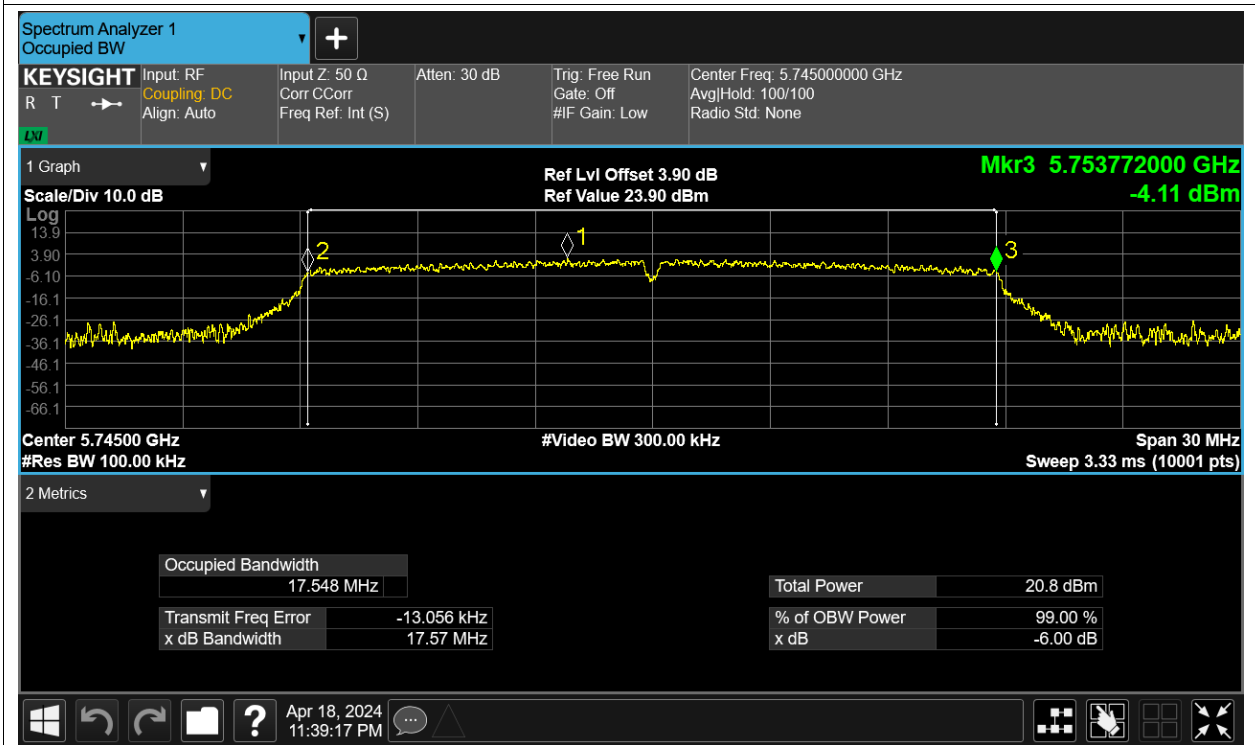 Spectrum Analyzer 1
Occupied BW
KEYSIGHT
R T
LXI
Input: RF
Coupling: DC
Align: Auto
Input Z: 50 Ω
Corr CCorr
Freq Ref: Int (S)
Atten: 30 dB
Trig: Free Run
Gate: Off
#IF Gain: Low
Center Freq: 5.745000000 GHz
Avg|Hold: 100/100
Radio Std: None
1 Graph
Scale/Div 10.0 dB
Ref Lvl Offset 3.90 dB
Ref Value 23.90 dBm
Mkr3 5.753772000 GHz
-4.11 dBm
Log
13.9
3.90
-6.10
-16.1
-26.1
-36.1
-46.1
-56.1
-66.1
2
1
3
Center 5.74500 GHz
#Res BW 100.00 kHz
#Video BW 300.00 kHz
Span 30 MHz
Sweep 3.33 ms (10001 pts)
2 Metrics
Occupied Bandwidth
17.548 MHz
Transmit Freq Error -13.056 kHz
x dB Bandwidth 17.57 MHz
Total Power 20.8 dBm
% of OBW Power 99.00 %
x dB -6.00 dB
?
Apr 18, 2024
11:39:17 PM